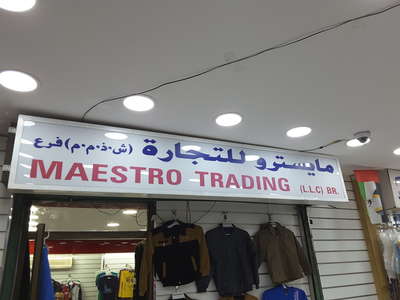 مايسترو للتجارة (ش.ذ.م.م) فرع
MAESTRO TRADING (L.L.C) BR.